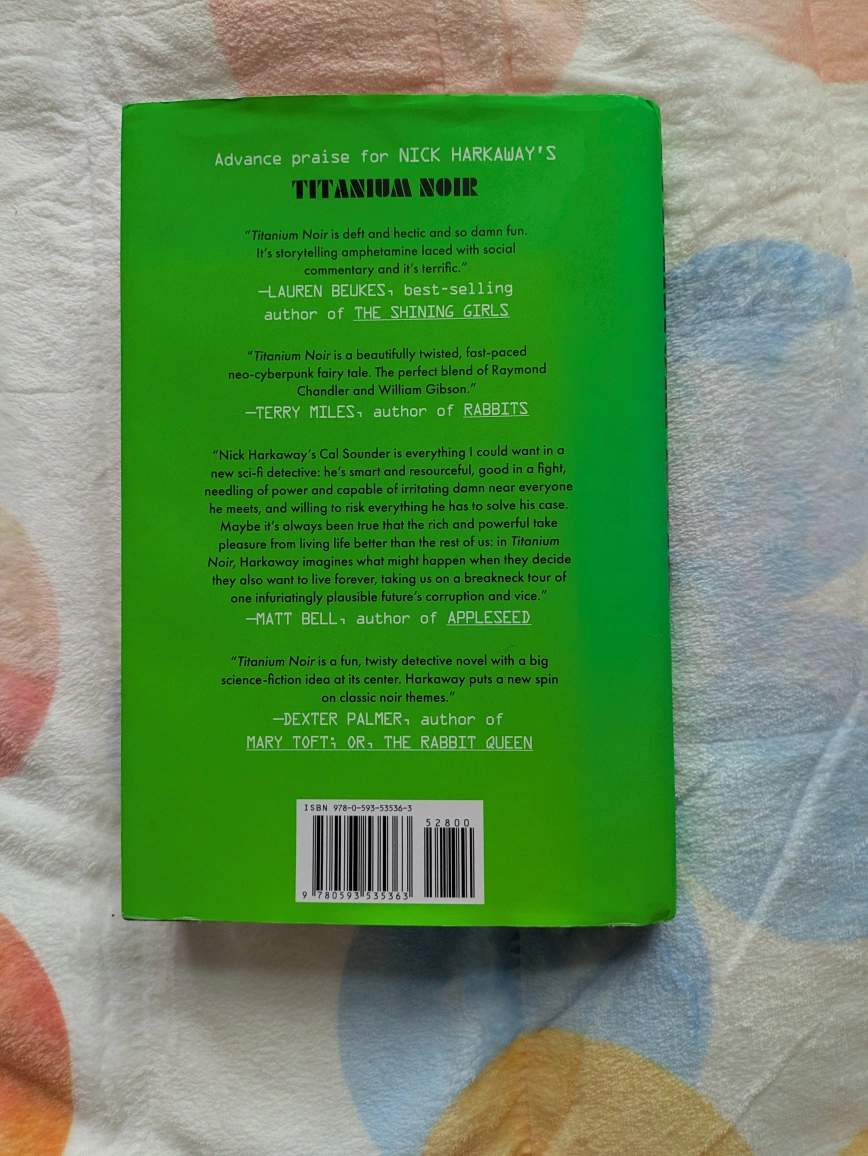 Advance praise for NICK HARKAWAY'S
TITANIUM NOIR
“Titanium Noir is deft and hectic and so damn fun.
It’s storytelling amphetamine laced with social
commentary and it’s terrific.”
—LAUREN BEUKES, best-selling
author of THE SHINING GIRLS
“Titanium Noir is a beautifully twisted, fast-paced
neo-cyberpunk fairy tale. The perfect blend of Raymond
Chandler and William Gibson.”
—TERRY MILES, author of RABBITS
“Nick Harkaway’s Cal Sounder is everything I could want in a
new sci-fi detective: he’s smart and resourceful, good in a fight,
needling of power and capable of irritating damn near everyone
he meets, and willing to risk everything he has to solve his case.
Maybe it’s always been true that the rich and powerful take
pleasure from living life better than the rest of us: in Titanium
Noir, Harkaway imagines what might happen when they decide
they also want to live forever, taking us on a breakneck tour of
one infuriatingly plausible future’s corruption and vice.”
—MATT BELL, author of APPLESEED
“Titanium Noir is a fun, twisty detective novel with a big
science-fiction idea at its center. Harkaway puts a new spin
on classic noir themes.”
—DEXTER PALMER, author of
MARY TOFT; OR, THE RABBIT QUEEN
ISBN 978-0-593-53536-3
52800
9 780593 535363